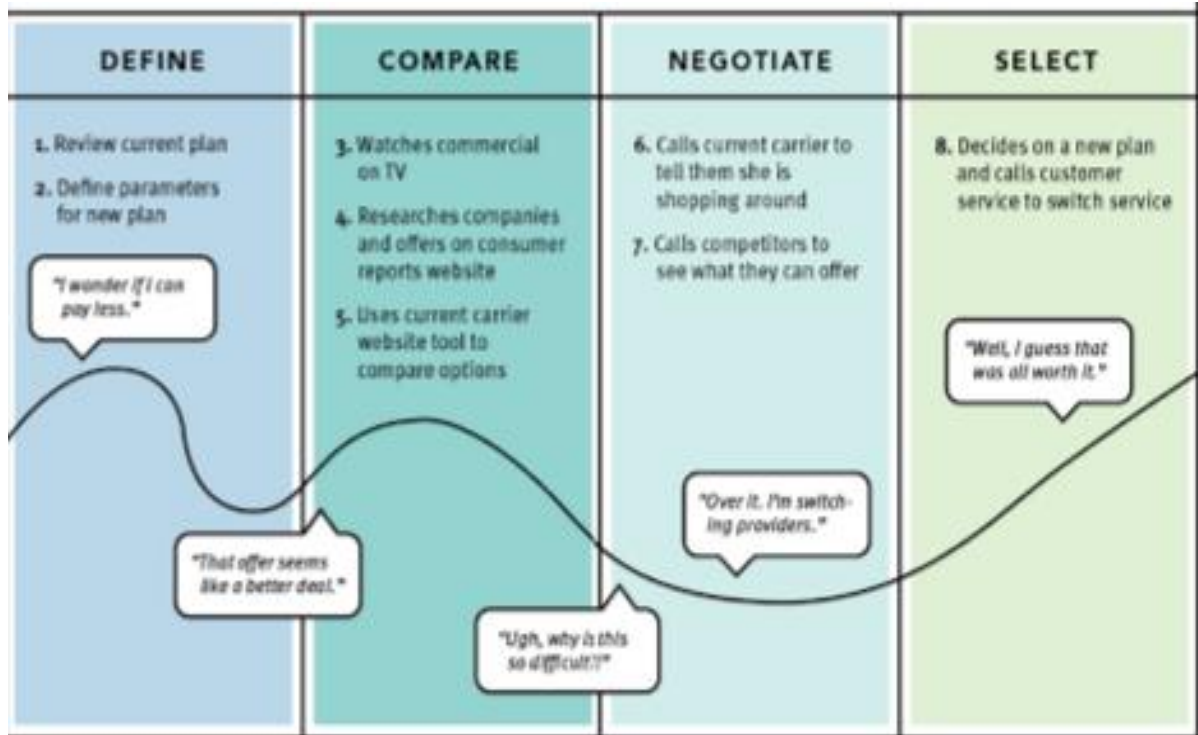 DEFINE
COMPARE
NEGOTIATE
SELECT
1. Review current plan
2. Define parameters
for new plan
"I wonder if I can
pay less."
"That offer seems
like a better deal."
3. Watches commercial
on TV
4. Researches companies
and offers on consumer
reports website
5. Uses current carrier
website tool to
compare options
"Ugh, why is this
so difficult?!"
6. Calls current carrier to
tell them she is
shopping around
7. Calls competitors to
see what they can offer
"Over it. I'm switch-
ing providers."
8. Decides on a new plan
and calls customer
service to switch service
"Well, I guess that
was all worth it."